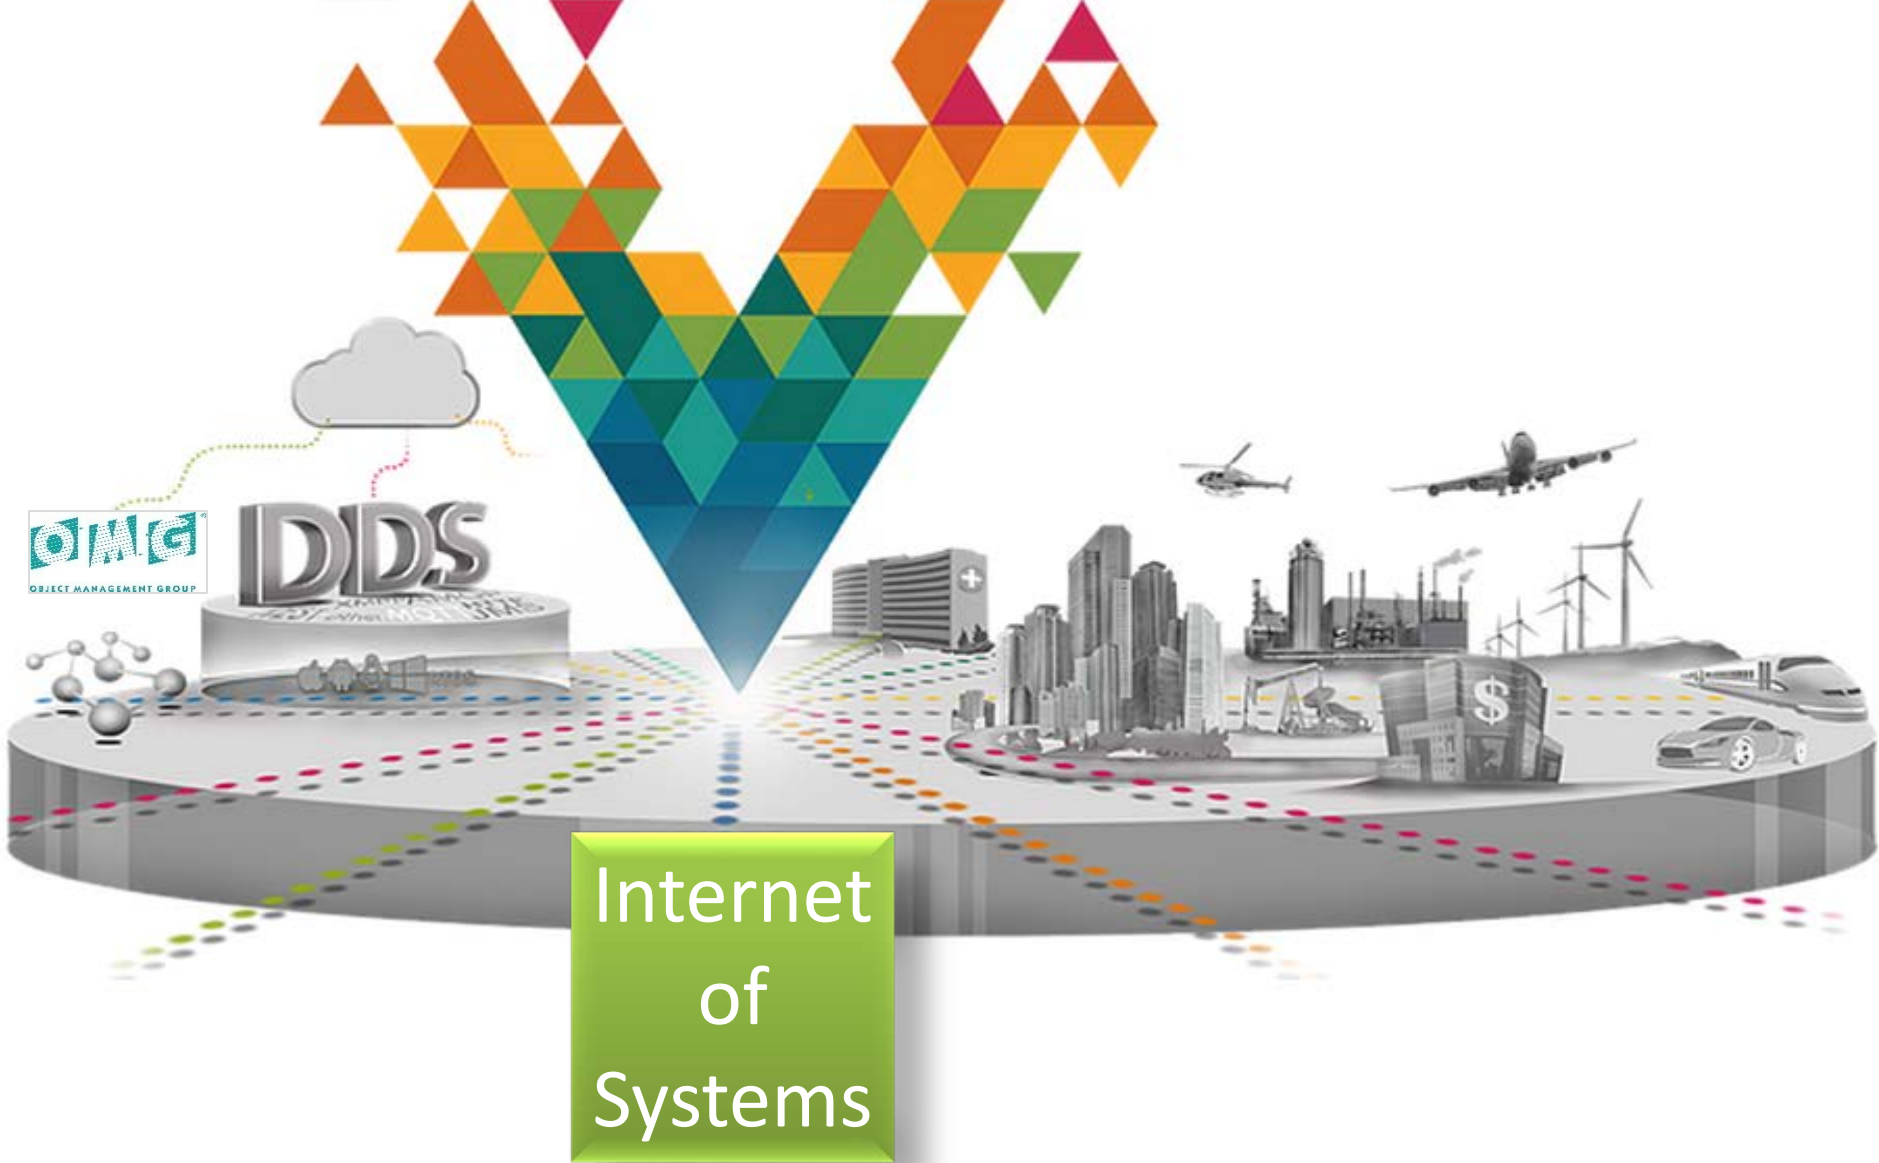 OMG
OBJECT MANAGEMENT GROUP
DDS
$
Internet
of
Systems